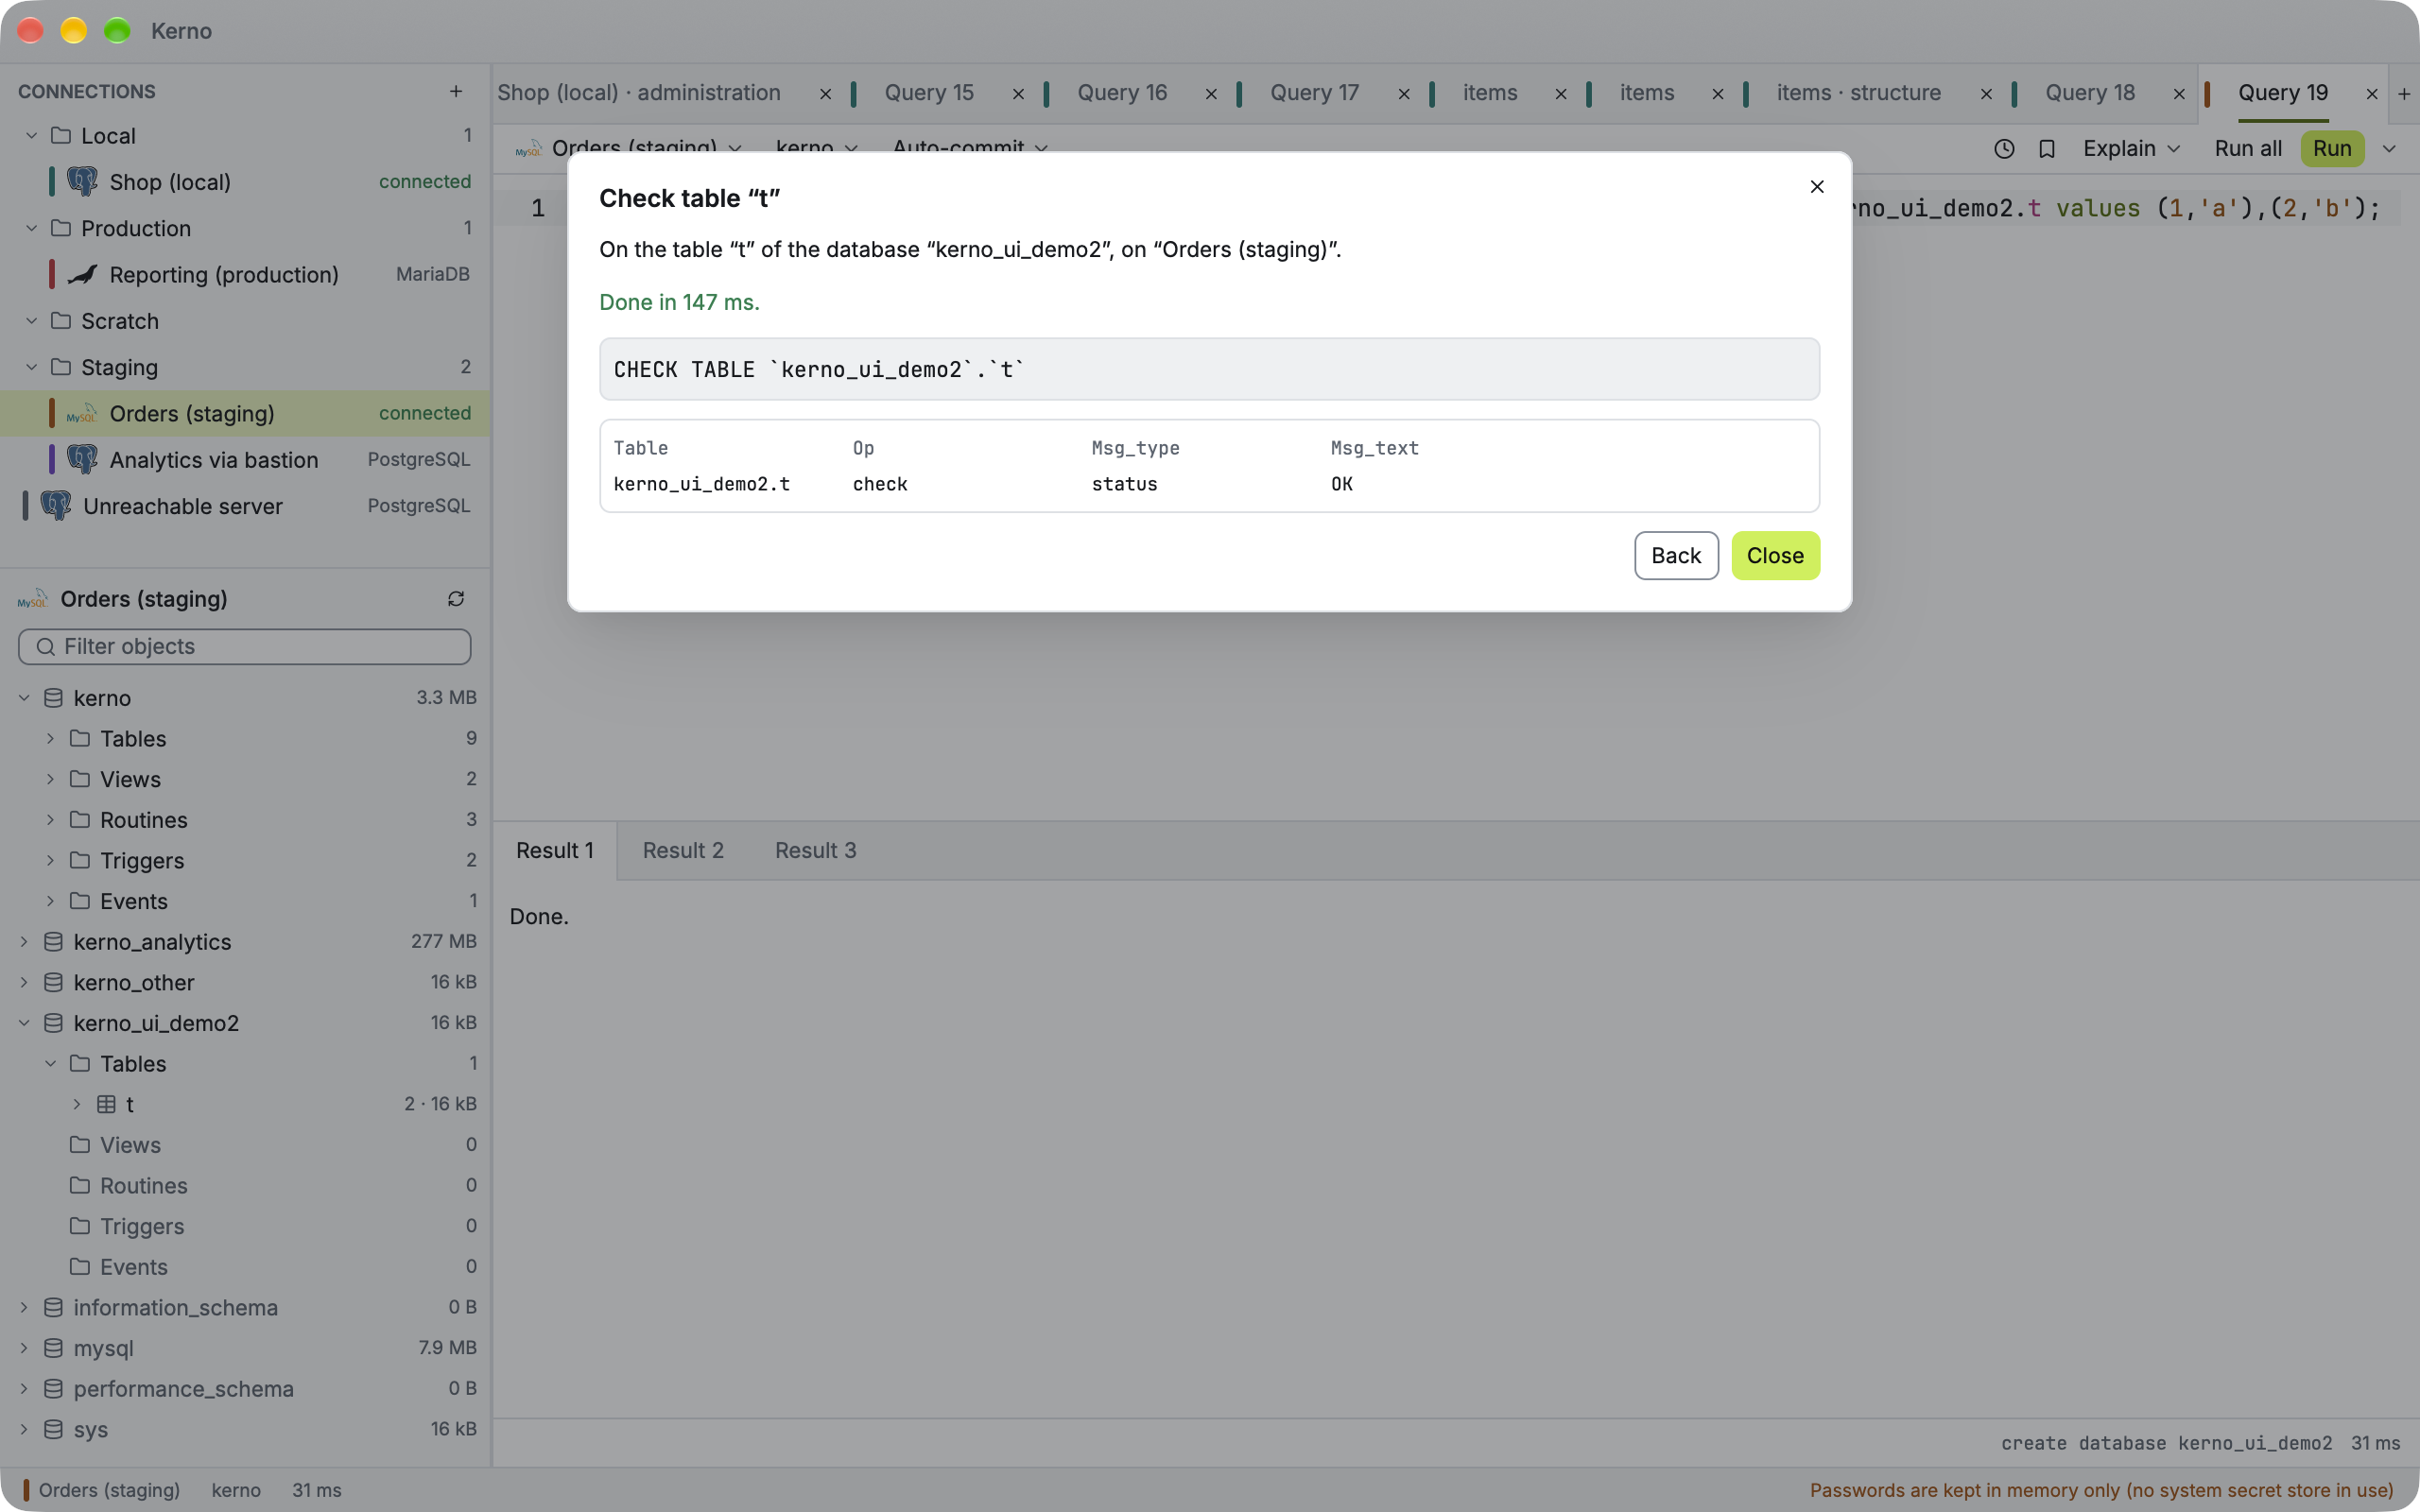 Kerno
CONNECTIONS
Local 1
Shop (local) connected
Production 1
Reporting (production) MariaDB
Scratch
Staging 2
MySQL Orders (staging) connected
Analytics via bastion PostgreSQL
Unreachable server PostgreSQL
MySQL Orders (staging)
Filter objects
kerno 3.3 MB
Tables 9
Views 2
Routines 3
Triggers 2
Events 1
kerno_analytics 277 MB
kerno_other 16 kB
kerno_ui_demo2 16 kB
Tables 1
t 2 · 16 kB
Views 0
Routines 0
Triggers 0
Events 0
information_schema 0 B
mysql 7.9 MB
performance_schema 0 B
sys 16 kB
Shop (local) · administration Query 15 Query 16 Query 17 items items items · structure Query 18 Query 19
MySQL Orders (staging) kerno Auto-commit Explain Run all Run
1 no_ui_demo2.t values (1,'a'),(2,'b');
Check table “t”
On the table “t” of the database “kerno_ui_demo2”, on “Orders (staging)”.
Done in 147 ms.
CHECK TABLE `kerno_ui_demo2`.`t`
Table Op Msg_type Msg_text
kerno_ui_demo2.t check status OK
Back Close
Result 1 Result 2 Result 3
Done.
create database kerno_ui_demo2 31 ms
Orders (staging) kerno 31 ms
Passwords are kept in memory only (no system secret store in use)